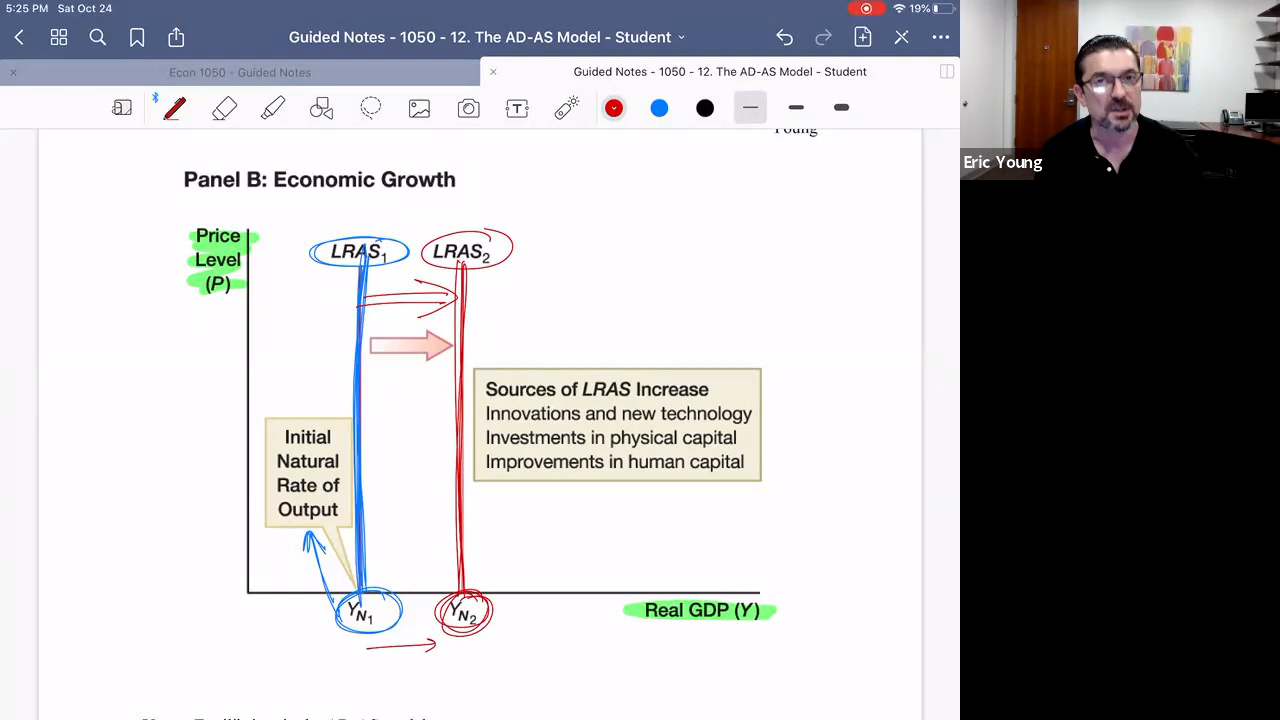 5:25 PM Sat Oct 24
19%
Guided Notes - 1050 - 12. The AD-AS Model - Student
Econ 1050 - Guided Notes
Guided Notes - 1050 - 12. The AD-AS Model - Student
Young
Eric Young
Panel B: Economic Growth
Price
Level
(P)
LRAS1
LRAS2
Sources of LRAS Increase
Innovations and new technology
Investments in physical capital
Improvements in human capital
Initial
Natural
Rate of
Output
YN1
YN2
Real GDP (Y)